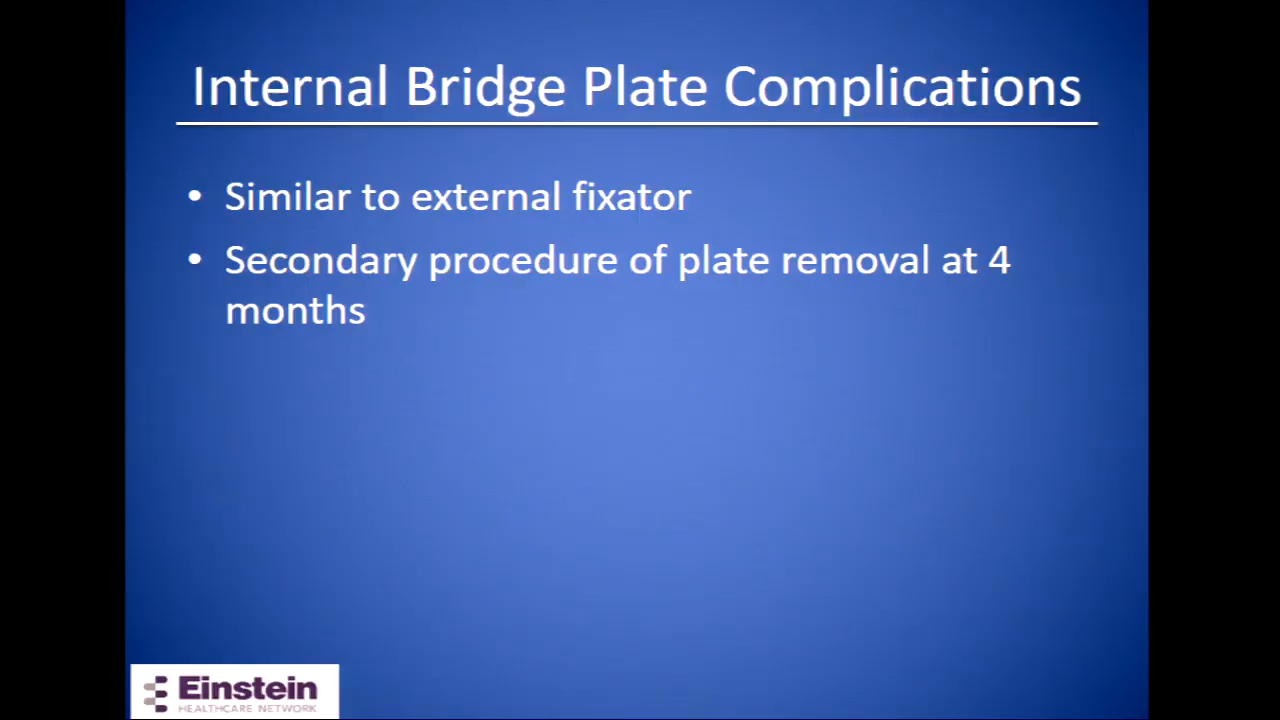 Internal Bridge Plate Complications
• Similar to external fixator
• Secondary procedure of plate removal at 4
months
Einstein
HEALTHCARE NETWORK